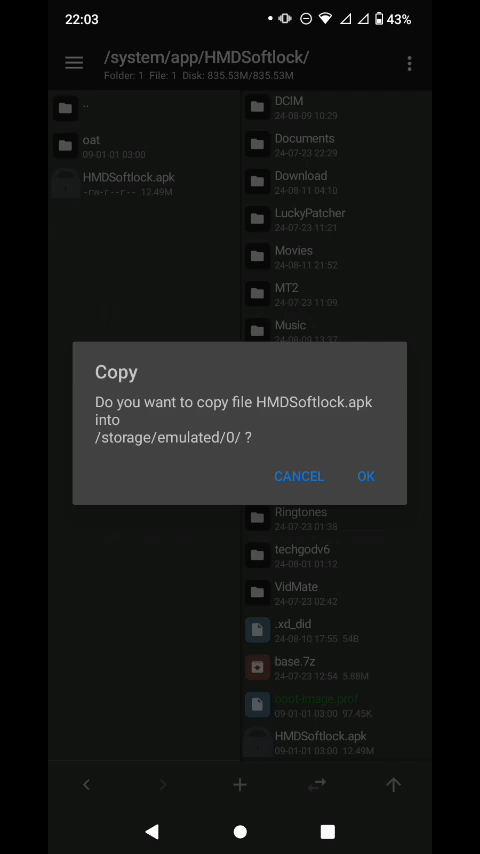 22:03
43%
/system/app/HMDSoftlock/
Folder: 1 File: 1 Disk: 835.53M/835.53M
..
oat
09-01-01 03:00
HMDSoftlock.apk
-rw-r--r-- 12.49M
DCIM
24-08-09 10:29
Documents
24-07-23 22:29
Download
24-08-11 04:10
LuckyPatcher
24-07-23 11:21
Movies
24-08-11 21:52
MT2
24-07-23 11:09
Music
24-08-09 13:37
Copy
Do you want to copy file HMDSoftlock.apk
into
/storage/emulated/0/ ?
CANCEL OK
Ringtones
24-07-23 01:38
techgodv6
24-08-01 01:12
VidMate
24-07-23 02:42
.xd_did
24-08-10 17:55 54B
base.7z
24-07-23 12:54 5.88M
boot-image.prof
09-01-01 03:00 97.45K
HMDSoftlock.apk
09-01-01 03:00 12.49M